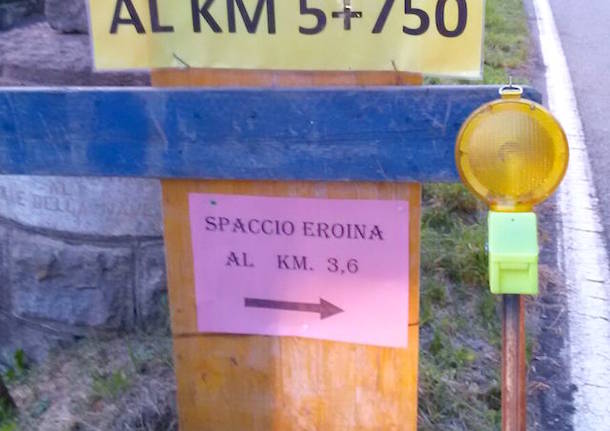 AL KM 5+750
SPACCIO EROINA
AL KM. 3,6